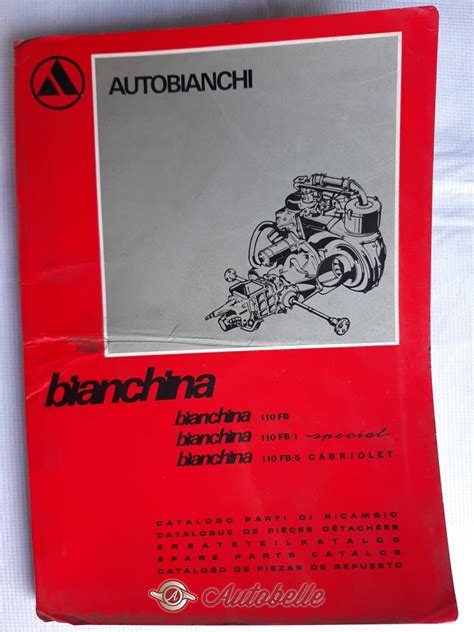 AUTOBIANCHI
bianchina
bianchina 110 FB
bianchina 110 FB/1 special
bianchina 110 FB/5 CABRIOLET
CATALOGO PARTI DI RICAMBIO
CATALOGUE DE PIÈCES DÉTACHÉES
ERSATZTEILKATALOG
SPARE PARTS CATALOG
CATÁLOGO DE PIEZAS DE REPUESTO
A Autobelle